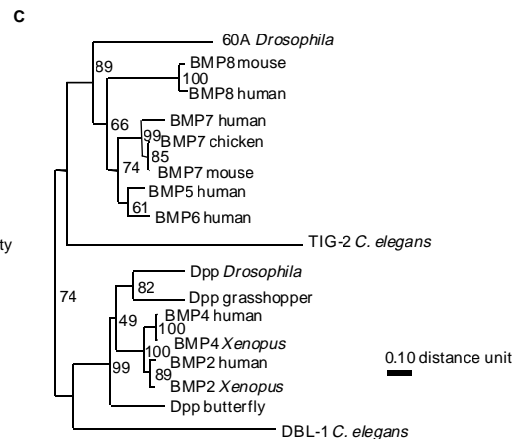 C
60A Drosophila
89
BMP8 mouse
100
BMP8 human
66
BMP7 human
99
BMP7 chicken
85
74
BMP7 mouse
BMP5 human
61
BMP6 human
TIG-2 C. elegans
ty
Dpp Drosophila
82
74
Dpp grasshopper
49
BMP4 human
100
BMP4 Xenopus
100
BMP2 human
0.10 distance unit
99
89
BMP2 Xenopus
Dpp butterfly
DBL-1 C. elegans